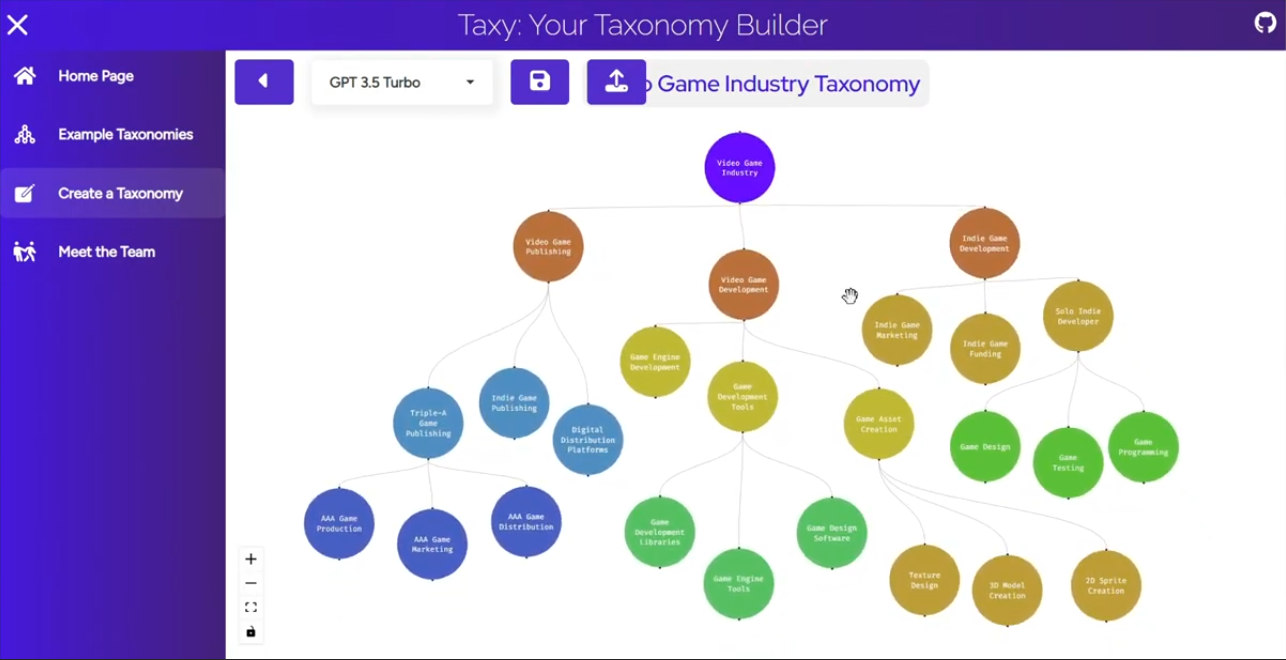 Taxy: Your Taxonomy Builder
Home Page
Example Taxonomies
Create a Taxonomy
Meet the Team
GPT 3.5 Turbo
Game Industry Taxonomy
Video Game
Industry
Video Game
Publishing
Video Game
Development
Indie Game
Development
Triple-A
Game
Publishing
Indie Game
Publishing
Digital
Distribution
Platforms
Game Engine
Development
Game
Development
Tools
Game Asset
Creation
Indie Game
Marketing
Indie Game
Funding
Solo Indie
Developer
AAA Game
Production
AAA Game
Marketing
AAA Game
Distribution
Game
Development
Libraries
Game Engine
Tools
Game Design
Software
Texture
Design
3D Model
Creation
2D Sprite
Creation
Game Design
Game
Testing
Game
Programming